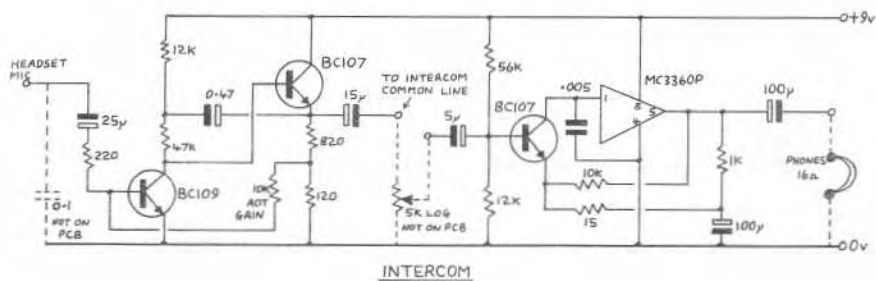 HEADSET
MIC
25μ
220
0.1
NOT ON
PCB
12K
47K
BC109
0.47
BC107
15μ
820
10K
AOT
GAIN
120
TO INTERCOM
COMMON LINE
5K LOG
NOT ON PCB
5μ
56K
12K
BC107
.005
1
MC3360P
8
4
5
10K
15
1K
100μ
100μ
PHONES
16Ω
+9V
0V
INTERCOM